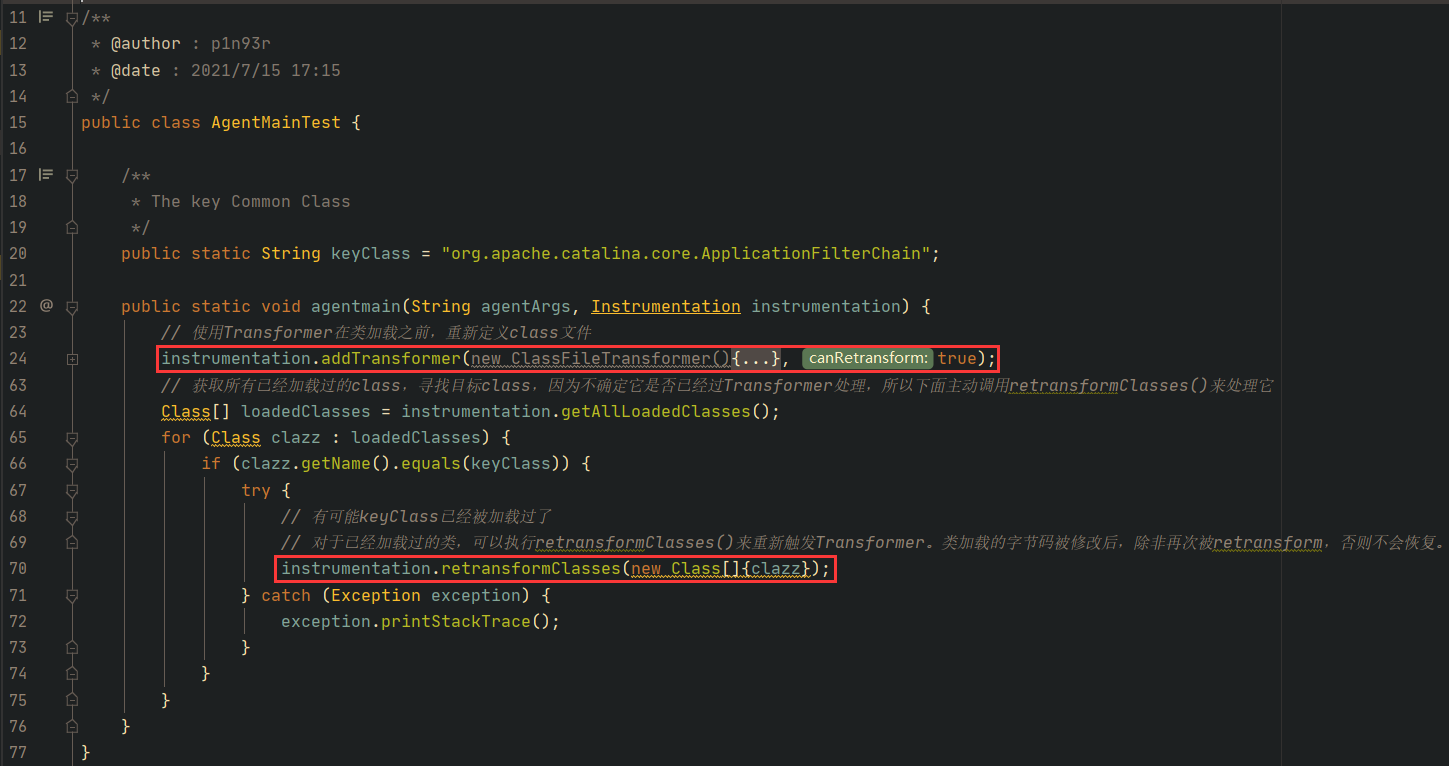 11 /**
12  * @author : p1n93r
13  * @date : 2021/7/15 17:15
14  */
15 public class AgentMainTest {
16
17     /**
18      * The key Common Class
19      */
20     public static String keyClass = "org.apache.catalina.core.ApplicationFilterChain";
21
22 @     public static void agentmain(String agentArgs, Instrumentation instrumentation) {
23         // 使用Transformer在类加载之前，重新定义class文件
24         instrumentation.addTransformer(new ClassFileTransformer(){...}, canRetransform: true);
63         // 获取所有已经加载过的class，寻找目标class，因为不确定它是否已经过Transformer处理，所以下面主动调用retransformClasses()来处理它
64         Class[] loadedClasses = instrumentation.getAllLoadedClasses();
65         for (Class clazz : loadedClasses) {
66             if (clazz.getName().equals(keyClass)) {
67                 try {
68                     // 有可能keyClass已经被加载过了
69                     // 对于已经加载过的类，可以执行retransformClasses()来重新触发Transformer。类加载的字节码被修改后，除非再次被retransform，否则不会恢复。
70                     instrumentation.retransformClasses(new Class[]{clazz});
71                 } catch (Exception exception) {
72                     exception.printStackTrace();
73                 }
74             }
75         }
76     }
77 }